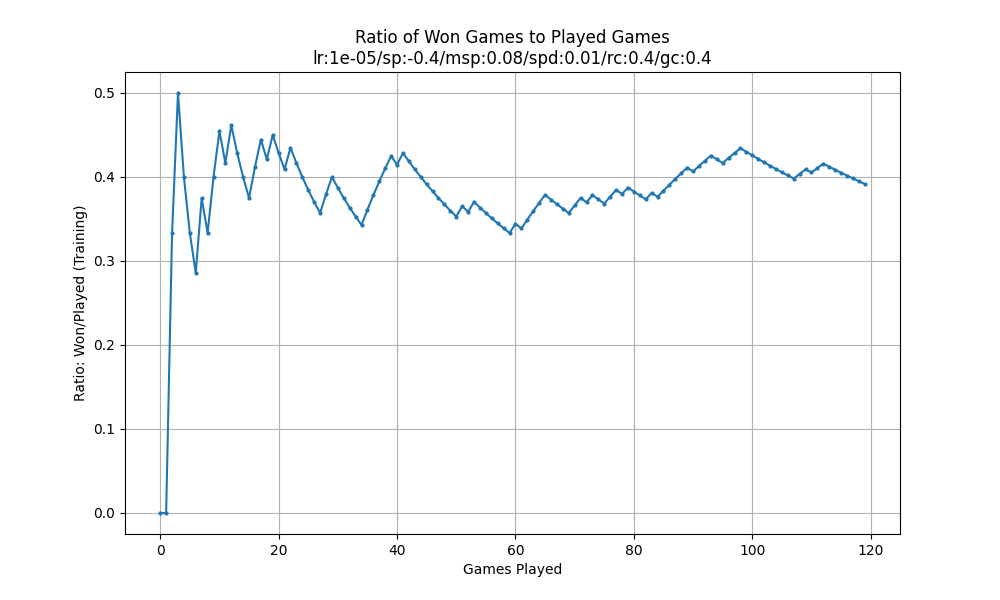 Ratio of Won Games to Played Games
lr:1e-05/sp:-0.4/msp:0.08/spd:0.01/rc:0.4/gc:0.4
Ratio: Won/Played (Training)
0.5
0.4
0.3
0.2
0.1
0.0
0 20 40 60 80 100 120
Games Played